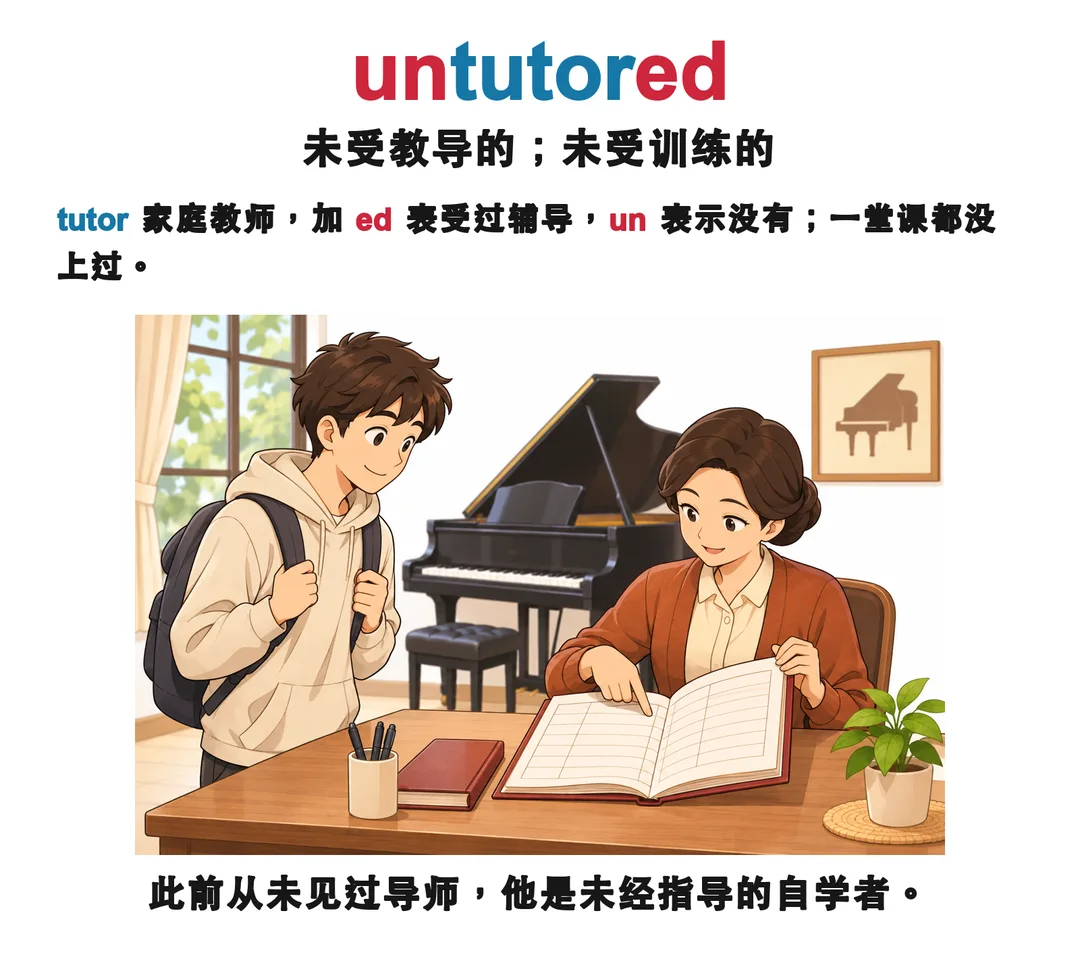 untutored
未受教导的；未受训练的
tutor 家庭教师，加 ed 表受过辅导，un 表示没有；一堂课都没
上过。
此前从未见过导师，他是未经指导的自学者。